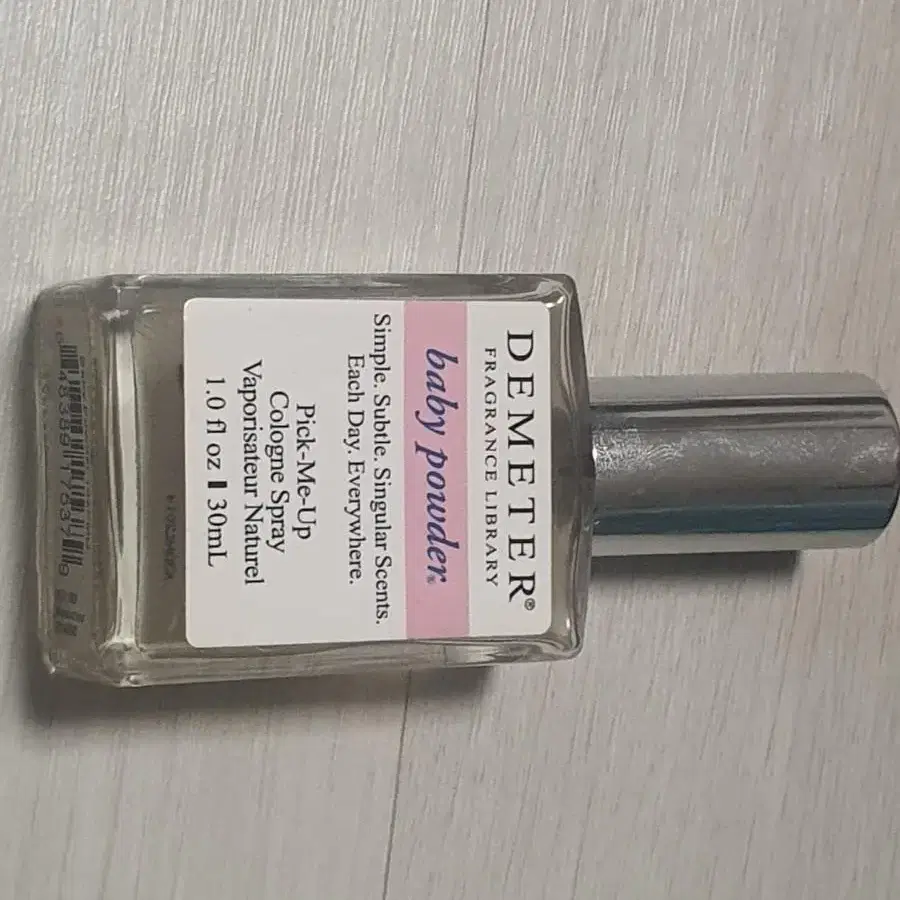 DEMETER®
FRAGRANCE LIBRARY
baby powder®
Simple. Subtle. Singular Scents.
Each Day. Everywhere.
Pick-Me-Up
Cologne Spray
Vaporisateur Naturel
1.0 fl oz ▌ 30mL